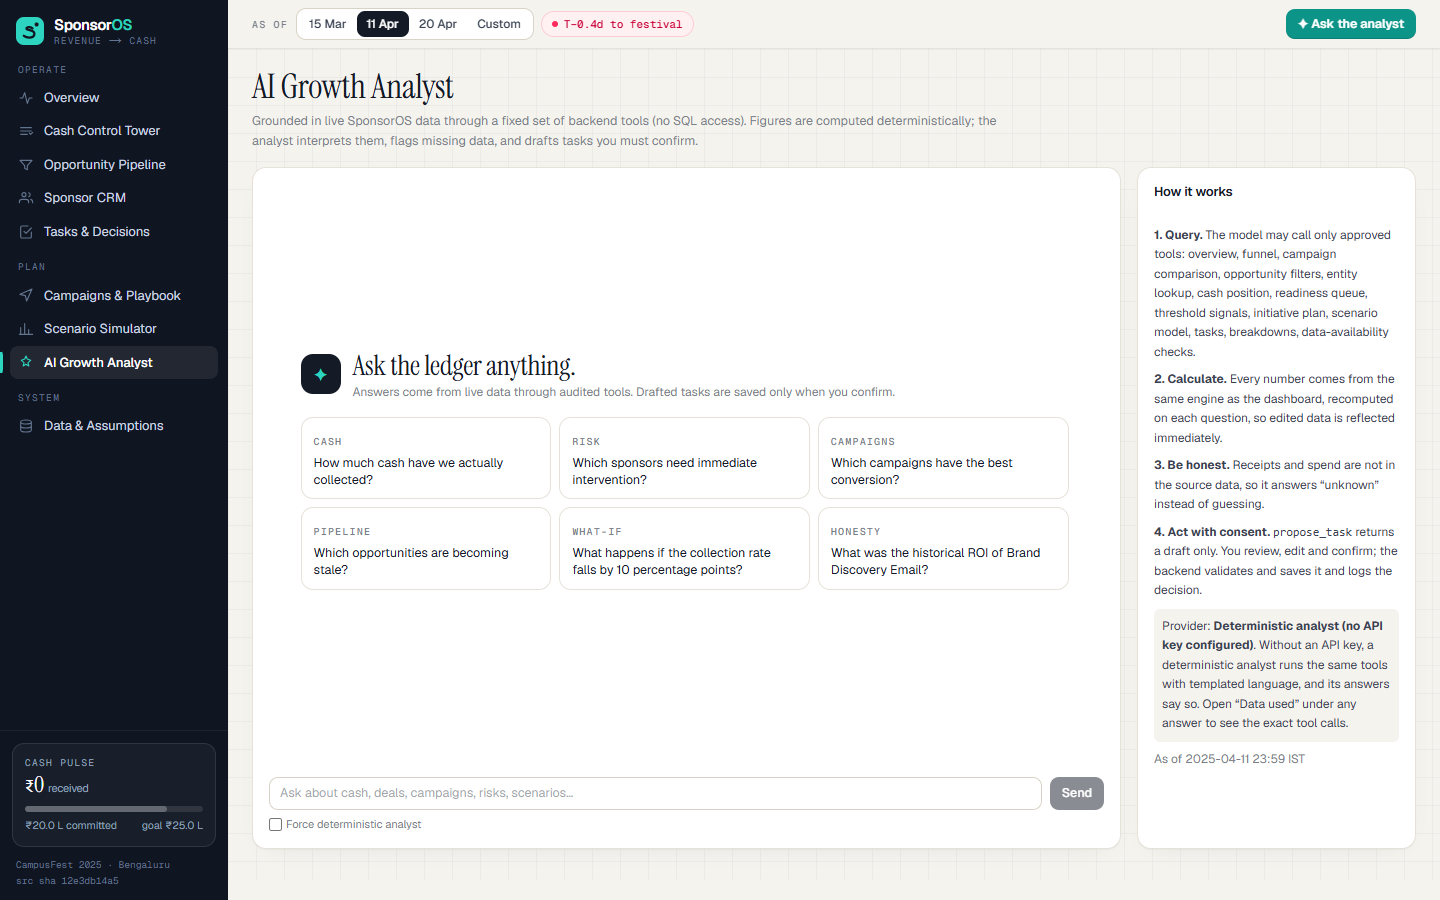 SponsorOS
REVENUE → CASH
OPERATE
Overview
Cash Control Tower
Opportunity Pipeline
Sponsor CRM
Tasks & Decisions
PLAN
Campaigns & Playbook
Scenario Simulator
AI Growth Analyst
SYSTEM
Data & Assumptions
CASH PULSE
₹0 received
₹20.0 L committed goal ₹25.0 L
CampusFest 2025 · Bengaluru
src sha 12e3db14a5
AS OF 15 Mar 11 Apr 20 Apr Custom T-0.4d to festival
✦ Ask the analyst
AI Growth Analyst
Grounded in live SponsorOS data through a fixed set of backend tools (no SQL access). Figures are computed deterministically; the
analyst interprets them, flags missing data, and drafts tasks you must confirm.
Ask the ledger anything.
Answers come from live data through audited tools. Drafted tasks are saved only when you confirm.
CASH
How much cash have we actually
collected?
RISK
Which sponsors need immediate
intervention?
CAMPAIGNS
Which campaigns have the best
conversion?
PIPELINE
Which opportunities are becoming
stale?
WHAT-IF
What happens if the collection rate
falls by 10 percentage points?
HONESTY
What was the historical ROI of Brand
Discovery Email?
Ask about cash, deals, campaigns, risks, scenarios…
Send
Force deterministic analyst
How it works
1. Query. The model may call only approved
tools: overview, funnel, campaign
comparison, opportunity filters, entity
lookup, cash position, readiness queue,
threshold signals, initiative plan, scenario
model, tasks, breakdowns, data-availability
checks.
2. Calculate. Every number comes from the
same engine as the dashboard, recomputed
on each question, so edited data is reflected
immediately.
3. Be honest. Receipts and spend are not in
the source data, so it answers “unknown”
instead of guessing.
4. Act with consent. propose_task returns
a draft only. You review, edit and confirm; the
backend validates and saves it and logs the
decision.
Provider: Deterministic analyst (no API
key configured). Without an API key, a
deterministic analyst runs the same tools
with templated language, and its answers
say so. Open “Data used” under any
answer to see the exact tool calls.
As of 2025-04-11 23:59 IST